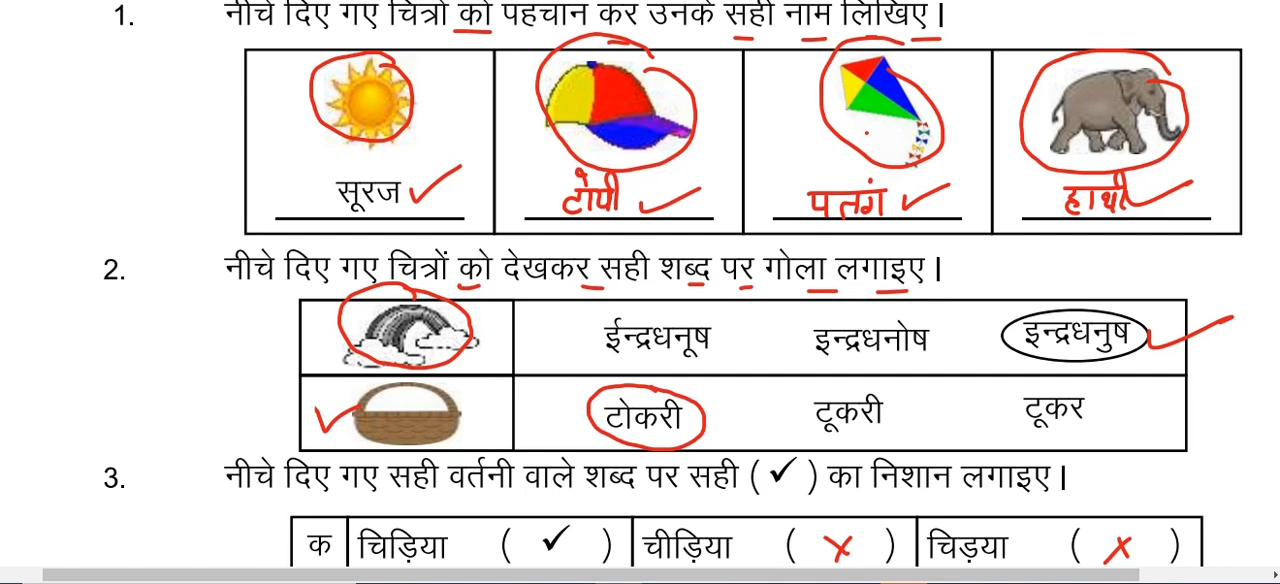 1. नीचे दिए गए चित्रों को पहचान कर उनके सही नाम लिखिए |
सूरज ✓ टोपी ✓ पतगं ✓ हाथी ✓
2. नीचे दिए गए चित्रों को देखकर सही शब्द पर गोला लगाइए |
ईन्द्रधनूष इन्द्रधनोष इन्द्रधनुष ✓
✓ टोकरी टूकरी टूकर
3. नीचे दिए गए सही वर्तनी वाले शब्द पर सही ( ✓ ) का निशान लगाइए |
क चिड़िया ( ✓ ) चीड़िया ( ✗ ) चिड़या ( ✗ )